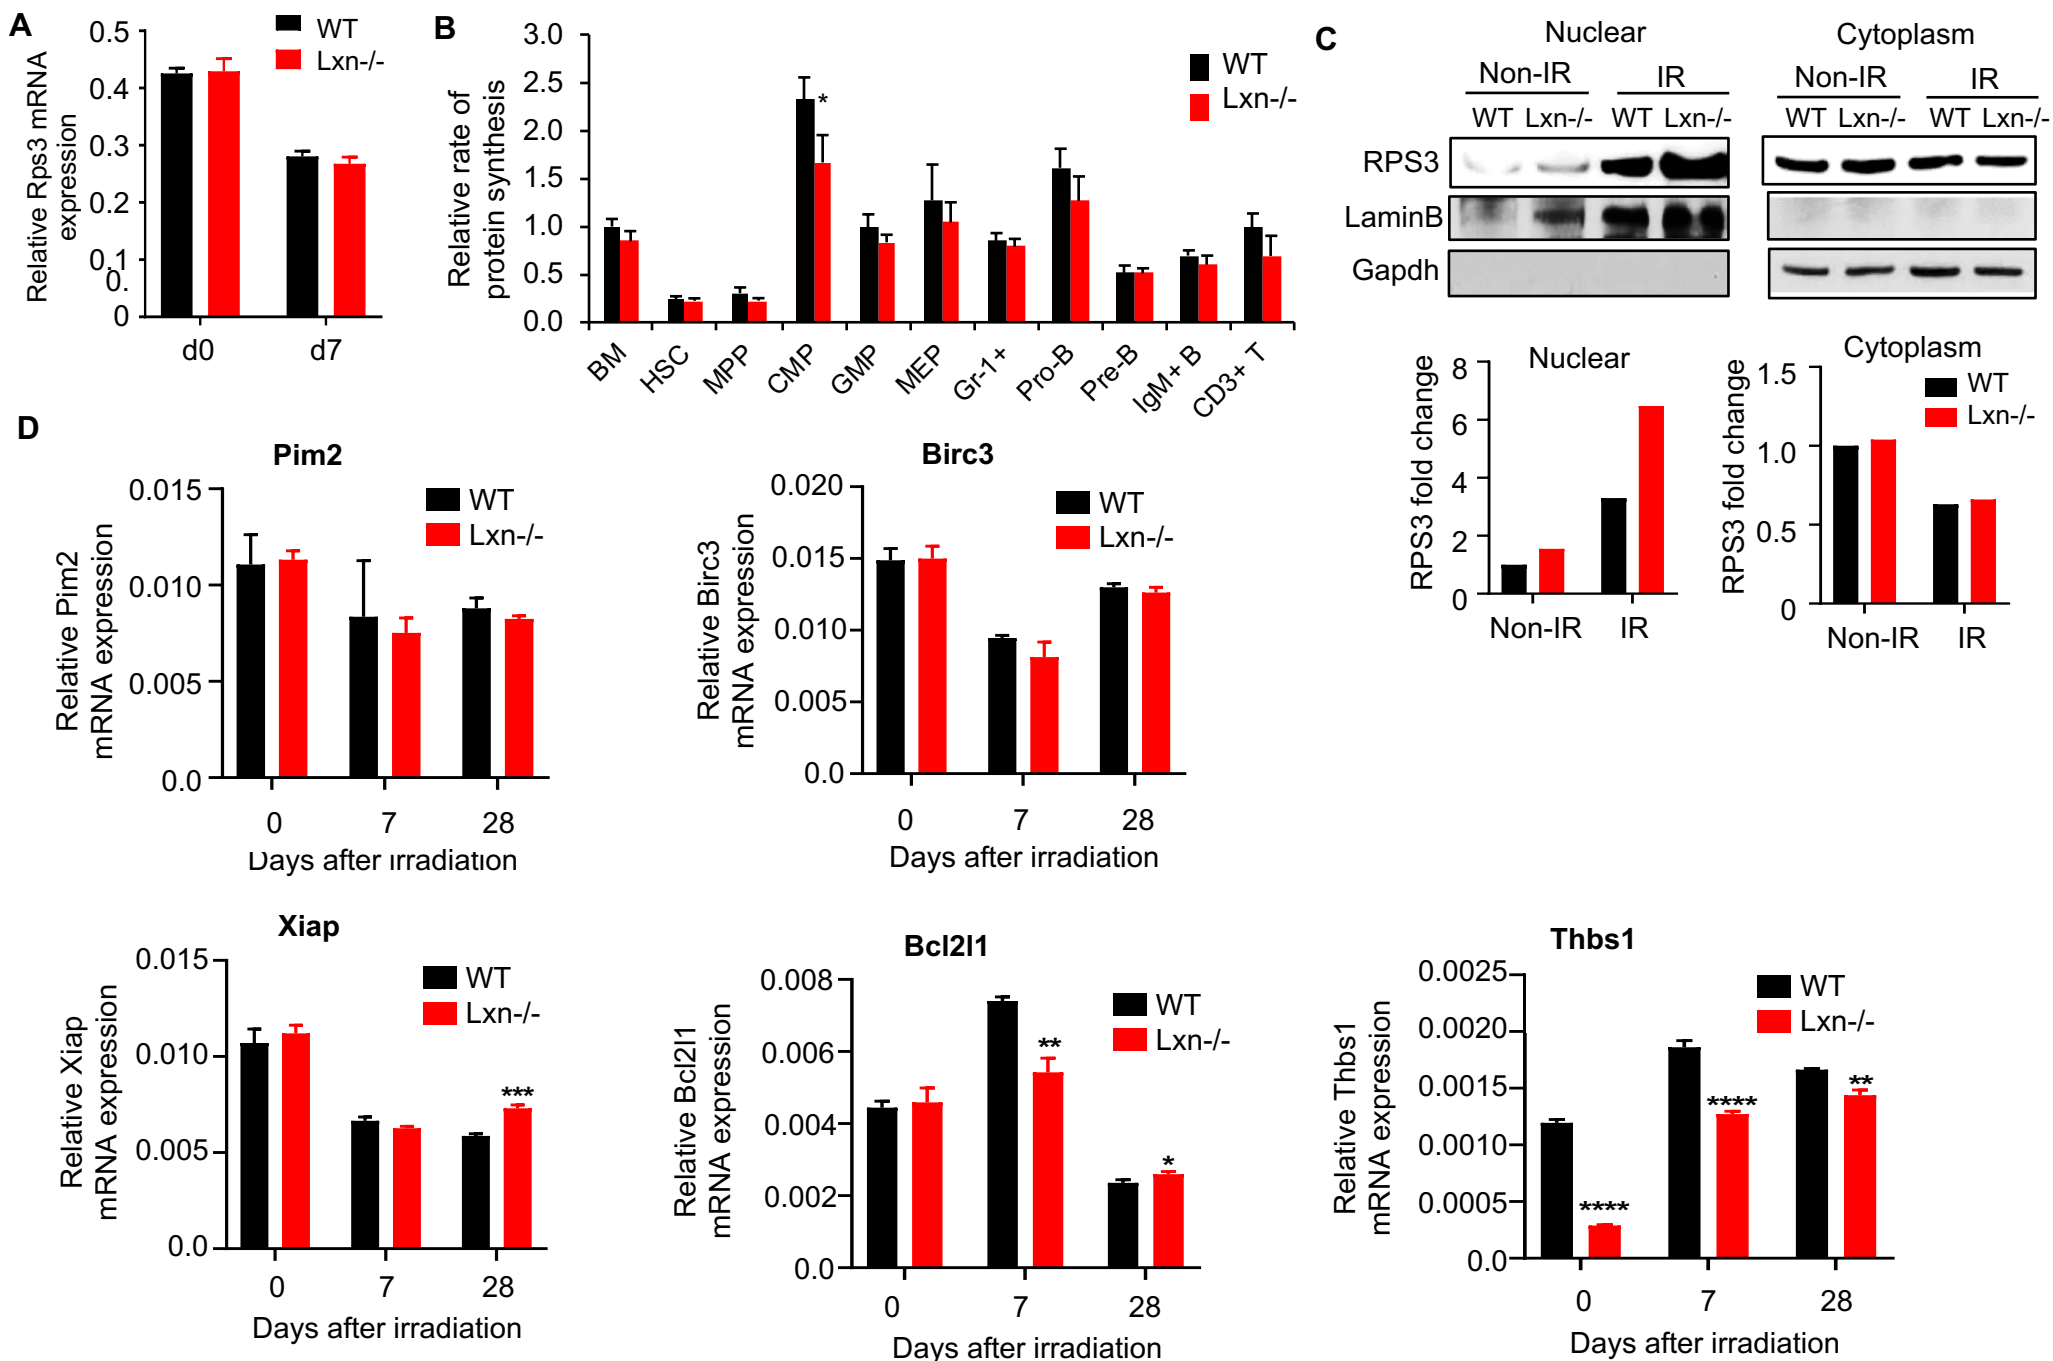 A
0.5
0.4
0.3
0.2
0.1
0.
0
Relative Rps3 mRNA
expression
WT
Lxn-/-
d0
d7
B
3.0
2.5
2.0
1.5
1.0
0.5
0.0
Relative rate of
protein synthesis
*
WT
Lxn-/-
BM
HSC
MPP
CMP
GMP
MEP
Gr-1+
Pro-B
Pre-B
IgM+ B
CD3+ T
C
Nuclear
Cytoplasm
Non-IR
IR
Non-IR
IR
WT Lxn-/- WT Lxn-/-
WT Lxn-/- WT Lxn-/-
RPS3
LaminB
Gapdh
Nuclear
8
6
4
2
0
RPS3 fold change
Non-IR
IR
Cytoplasm
1.5
1.0
0.5
0
RPS3 fold change
WT
Lxn-/-
Non-IR
IR
D
Pim2
0.015
0.010
0.005
0.0
Relative Pim2
mRNA expression
WT
Lxn-/-
0
7
28
Days after irradiation
Birc3
0.020
0.015
0.010
0.005
0.0
Relative Birc3
mRNA expression
WT
Lxn-/-
0
7
28
Days after irradiation
Xiap
0.015
0.010
0.005
0.0
Relative Xiap
mRNA expression
WT
Lxn-/-
***
0
7
28
Days after irradiation
Bcl2l1
0.008
0.006
0.004
0.002
0.0
Relative Bcl2l1
mRNA expression
WT
Lxn-/-
**
*
0
7
28
Days after irradiation
Thbs1
0.0025
0.0020
0.0015
0.0010
0.0005
0.0
Relative Thbs1
mRNA expression
WT
Lxn-/-
****
****
**
0
7
28
Days after irradiation